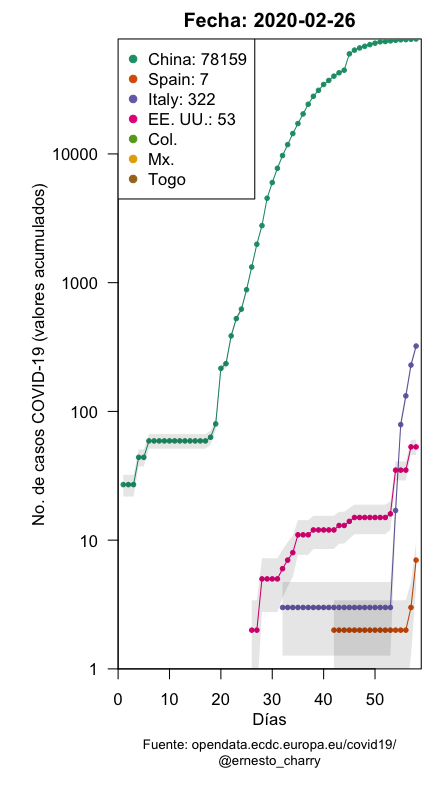 Fecha: 2020-02-26
China: 78159
Spain: 7
Italy: 322
EE. UU.: 53
Col.
Mx.
Togo
No. de casos COVID-19 (valores acumulados)
10000
1000
100
10
1
0 10 20 30 40 50
Días
Fuente: opendata.ecdc.europa.eu/covid19/
@ernesto_charry